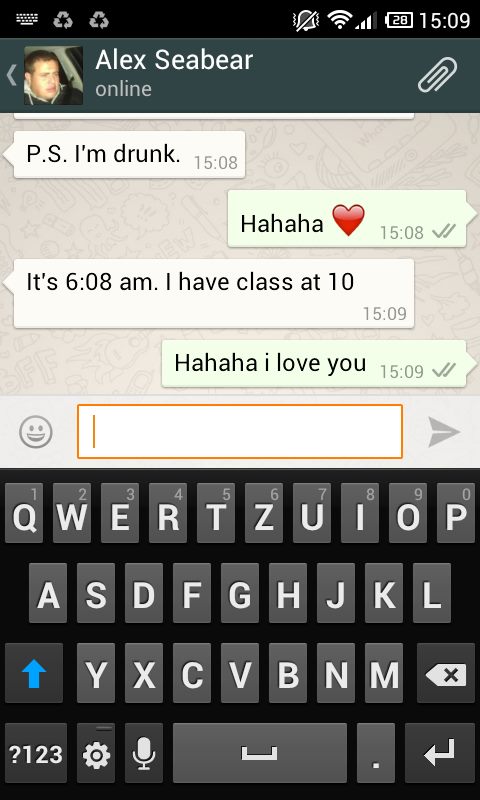 28 15:09
Alex Seabear
online
P.S. I'm drunk. 15:08
Hahaha ❤ 15:08
It's 6:08 am. I have class at 10
15:09
Hahaha i love you 15:09
1 2 3 4 5 6 7 8 9 0
Q W E R T Z U I O P
A S D F G H J K L
Y X C V B N M
?123 .